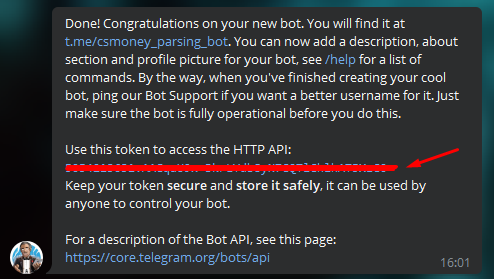 Done! Congratulations on your new bot. You will find it at
t.me/csmoney_parsing_bot. You can now add a description, about
section and profile picture for your bot, see /help for a list of
commands. By the way, when you've finished creating your cool
bot, ping our Bot Support if you want a better username for it. Just
make sure the bot is fully operational before you do this.
Use this token to access the HTTP API:
Keep your token secure and store it safely, it can be used by
anyone to control your bot.
For a description of the Bot API, see this page:
https://core.telegram.org/bots/api
16:01